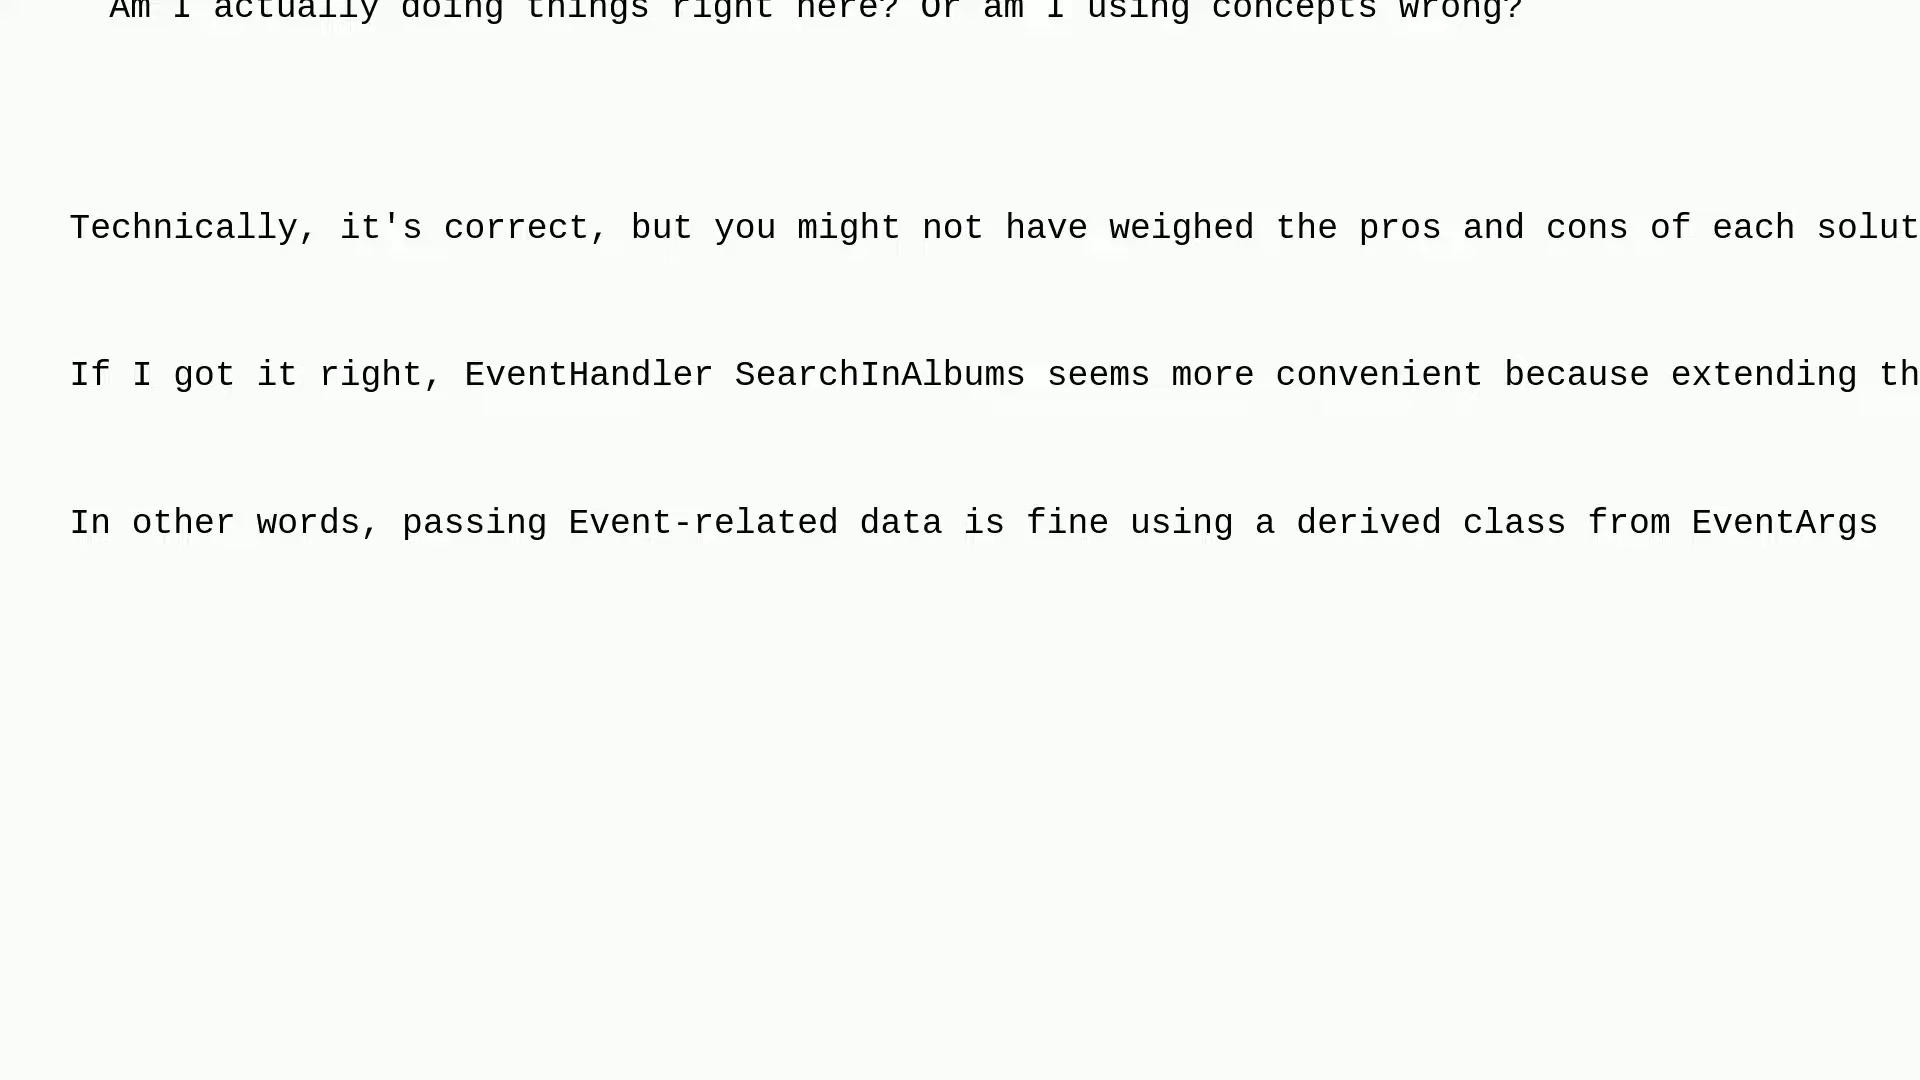 Am I actually doing things right here? Or am I using concepts wrong?
Technically, it's correct, but you might not have weighed the pros and cons of each solut
If I got it right, EventHandler SearchInAlbums seems more convenient because extending th
In other words, passing Event-related data is fine using a derived class from EventArgs